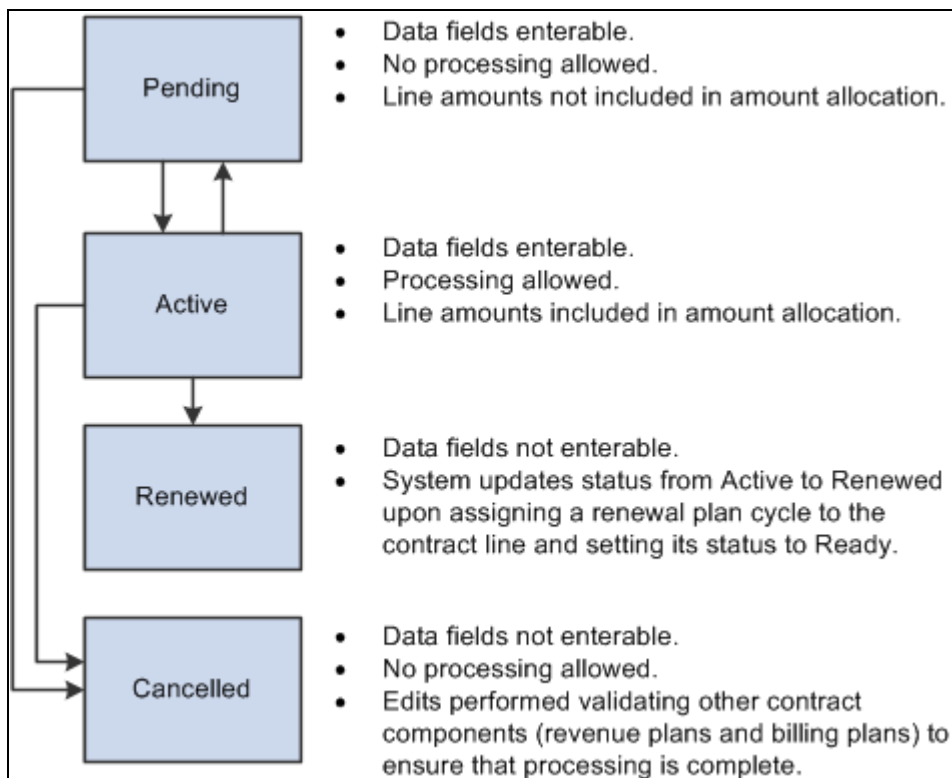 Pending
• Data fields enterable.
• No processing allowed.
• Line amounts not included in amount allocation.
Active
• Data fields enterable.
• Processing allowed.
• Line amounts included in amount allocation.
Renewed
• Data fields not enterable.
• System updates status from Active to Renewed
upon assigning a renewal plan cycle to the
contract line and setting its status to Ready.
Cancelled
• Data fields not enterable.
• No processing allowed.
• Edits performed validating other contract
components (revenue plans and billing plans) to
ensure that processing is complete.